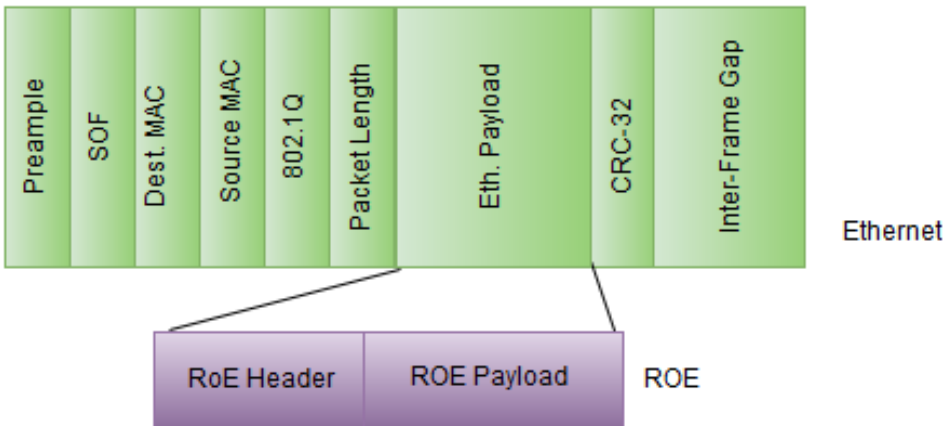 Preample
SOF
Dest. MAC
Source MAC
802.1Q
Packet Length
Eth. Payload
CRC-32
Inter-Frame Gap
Ethernet
RoE Header
ROE Payload
ROE